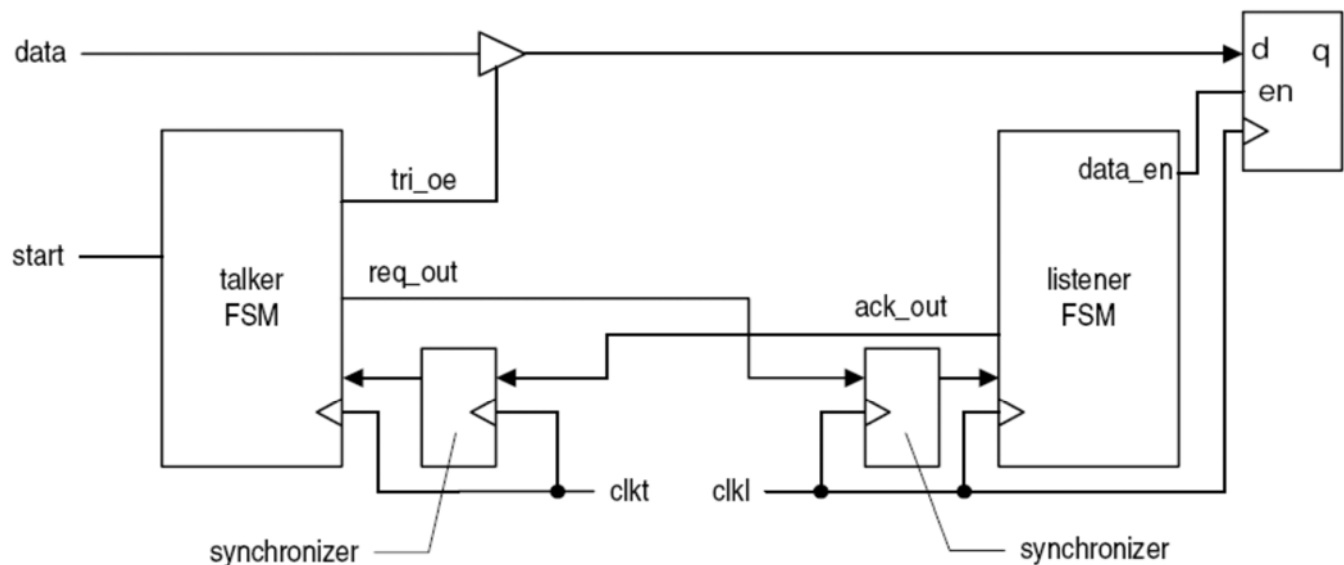 data
d q
en
data_en
tri_oe
start
talker
FSM
req_out
listener
FSM
ack_out
clkt
clkl
synchronizer
synchronizer